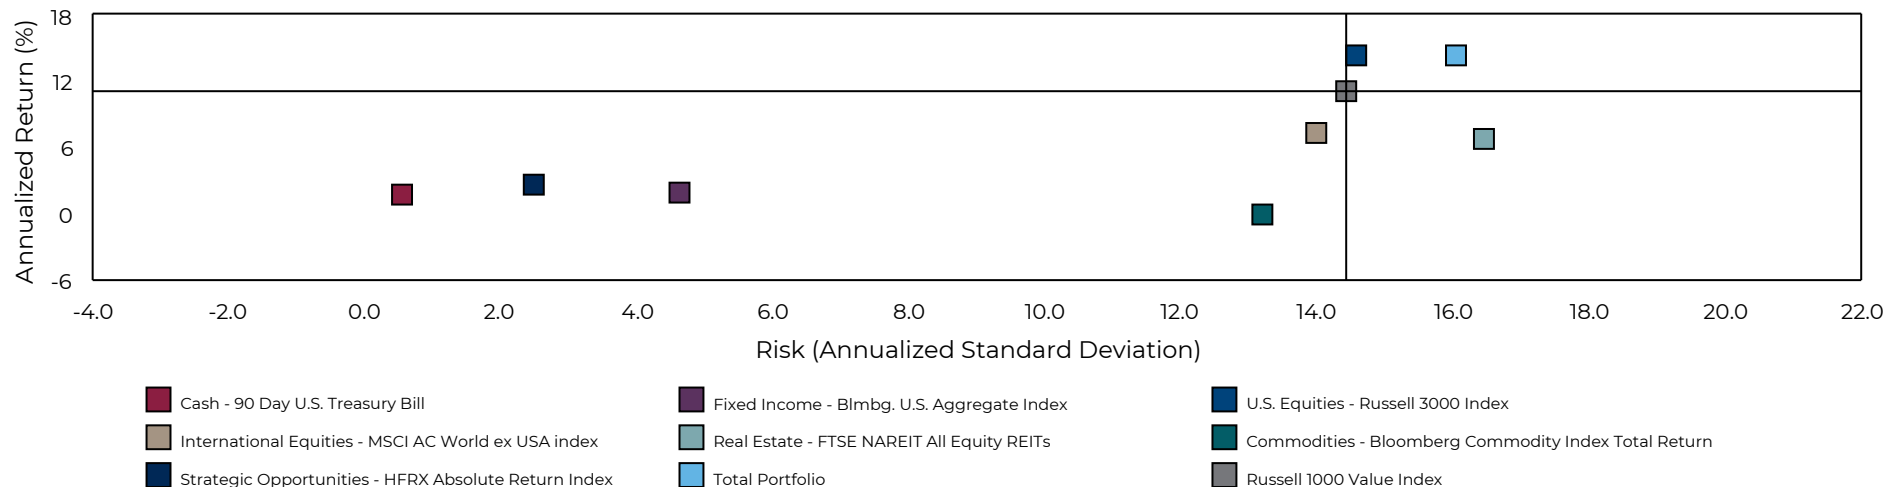 18
12
6
0
-6
Annualized Return (%)
-4.0 -2.0 0.0 2.0 4.0 6.0 8.0 10.0 12.0 14.0 16.0 18.0 20.0 22.0
Risk (Annualized Standard Deviation)
Cash - 90 Day U.S. Treasury Bill Fixed Income - Blmbg. U.S. Aggregate Index U.S. Equities - Russell 3000 Index
International Equities - MSCI AC World ex USA index Real Estate - FTSE NAREIT All Equity REITs Commodities - Bloomberg Commodity Index Total Return
Strategic Opportunities - HFRX Absolute Return Index Total Portfolio Russell 1000 Value Index